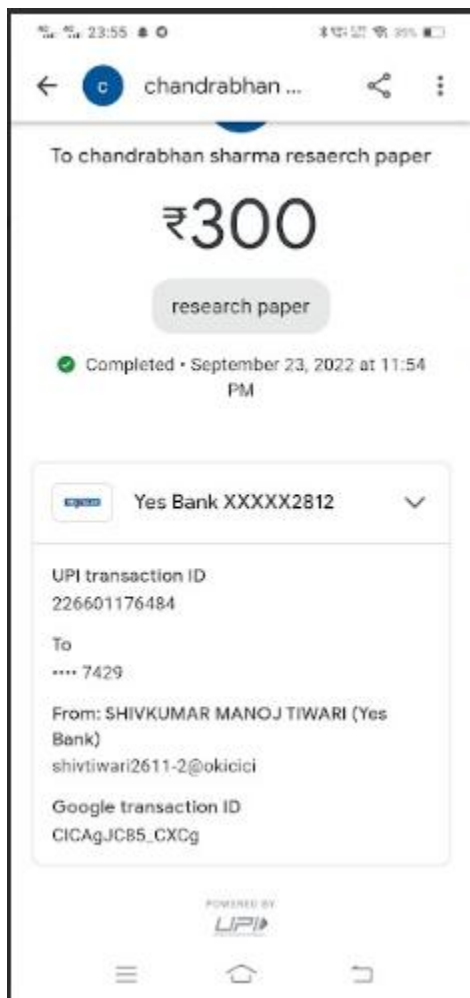 23:55
c chandrabhan ...
To chandrabhan sharma resaerch paper
₹300
research paper
Completed • September 23, 2022 at 11:54
PM
Yes Bank XXXXX2812
UPI transaction ID
226601176484
To
•••• 7429
From: SHIVKUMAR MANOJ TIWARI (Yes
Bank)
shivtiwari2611-2@okicici
Google transaction ID
CICAgJCB5_CXCg
POWERED BY
UPI